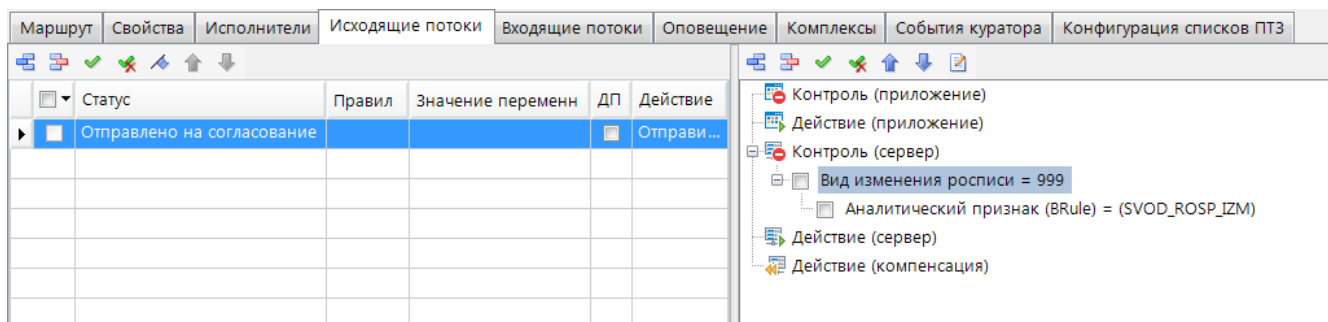 Маршрут Свойства Исполнители Исходящие потоки Входящие потоки Оповещение Комплексы События куратора Конфигурация списков ПТЗ
Статус Правил Значение переменн ДП Действие
Отправлено на согласование Отправи...
Контроль (приложение)
Действие (приложение)
Контроль (сервер)
Вид изменения росписи = 999
Аналитический признак (BRule) = (SVOD_ROSP_IZM)
Действие (сервер)
Действие (компенсация)